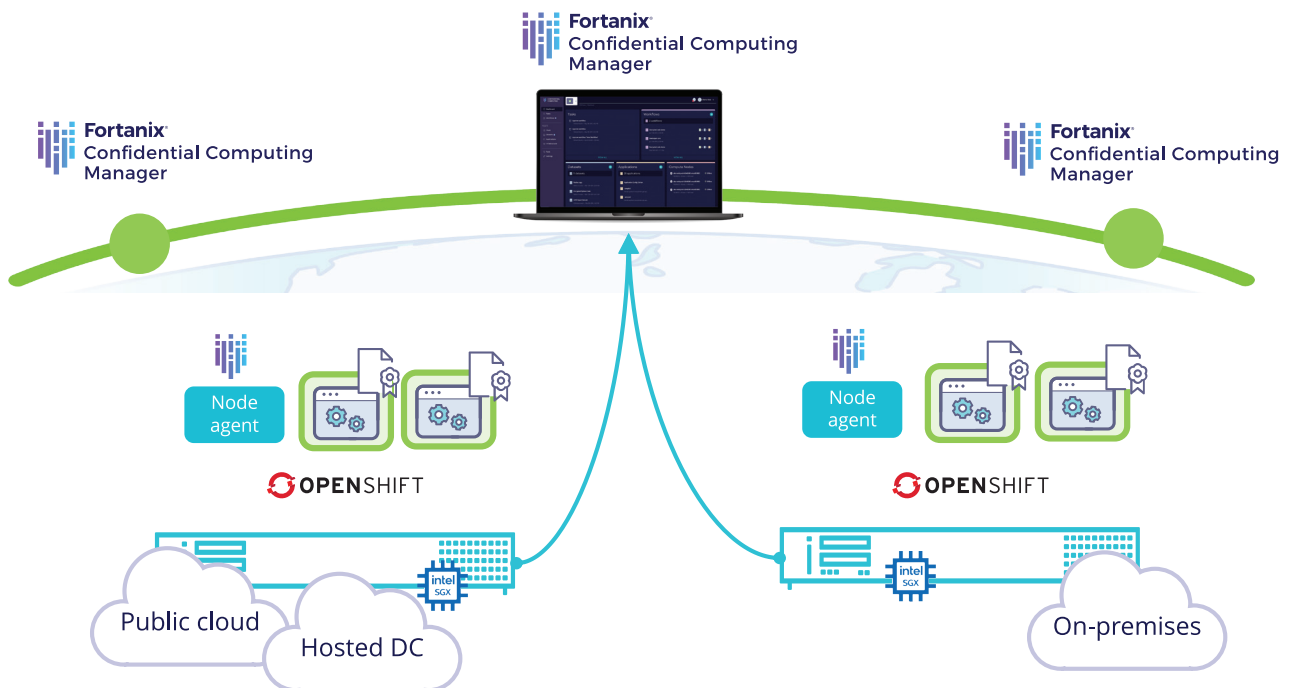 Fortanix®
Confidential Computing
Manager
Fortanix®
Confidential Computing
Manager
Fortanix®
Confidential Computing
Manager
Node
agent
Node
agent
OPENSHIFT
OPENSHIFT
intel
SGX
intel
SGX
Public cloud
Hosted DC
On-premises